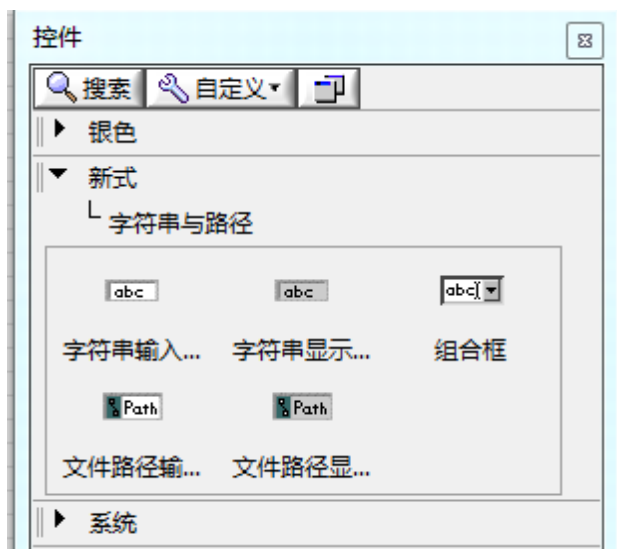 控件
搜索 自定义
银色
新式
字符串与路径
abc abc abc
字符串输入... 字符串显示... 组合框
Path Path
文件路径输... 文件路径显...
系统